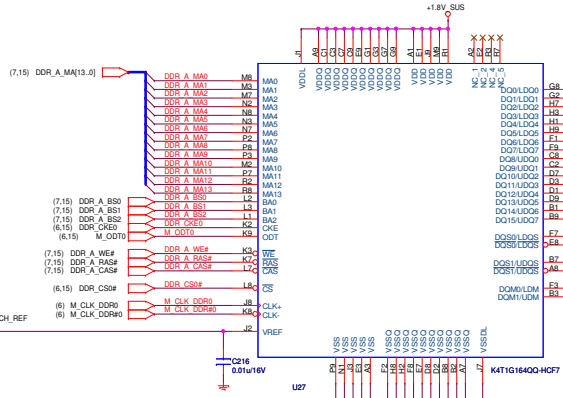 +1.8V_SUS
J1 A9 C1 C3 C7 C9 E9 G1 G3 G7 G9 A1 E1 J9 M9 R1 A2 E2 R3 R7
VDDL VDDQ VDDQ VDDQ VDDQ VDDQ VDDQ VDDQ VDDQ VDDQ VDDQ VDD VDD VDD VDD VDD NC_1 NC_2 NC_4 NC_5
(7,15) DDR_A_MA[13..0]
DDR_A_MA0 M8 MA0 DQ0/LDQ0 G8
DDR_A_MA1 M3 MA1 DQ1/LDQ1 G2
DDR_A_MA2 M7 MA2 DQ2/LDQ2 H7
DDR_A_MA3 N2 MA3 DQ3/LDQ3 H3
DDR_A_MA4 N8 MA4 DQ4/LDQ4 H1
DDR_A_MA5 N3 MA5 DQ5/LDQ5 H9
DDR_A_MA6 N7 MA6 DQ6/LDQ6 F1
DDR_A_MA7 P2 MA7 DQ7/LDQ7 F9
DDR_A_MA8 P8 MA8 DQ8/UDQ0 C8
DDR_A_MA9 P3 MA9 DQ9/UDQ1 C2
DDR_A_MA10 M2 MA10 DQ10/UDQ2 D7
DDR_A_MA11 P7 MA11 DQ11/UDQ3 D3
DDR_A_MA12 R2 MA12 DQ12/UDQ4 D1
DDR_A_MA13 R8 MA13 DQ13/UDQ5 D9
(7,15) DDR_A_BS0 DDR_A_BS0 L2 BA0 DQ14/UDQ6 B1
(7,15) DDR_A_BS1 DDR_A_BS1 L3 BA1 DQ15/UDQ7 B9
(7,15) DDR_A_BS2 DDR_A_BS2 L1 BA2
(6,15) DDR_CKE0 DDR_CKE0 K2 CKE
(6,15) M_ODT0 M_ODT0 K9 ODT DQS0/LDQS F7
DQS0/LDQS E8
(7,15) DDR_A_WE# DDR_A_WE# K3 WE
(7,15) DDR_A_RAS# DDR_A_RAS# K7 RAS DQS1/UDQS B7
(7,15) DDR_A_CAS# DDR_A_CAS# L7 CAS DQS1/UDQS A8
(6,15) DDR_CS0# DDR_CS0# L8 CS DQM0/LDM F3
DQM1/UDM B3
(6) M_CLK_DDR0 M_CLK_DDR0 J8 CLK+
(6) M_CLK_DDR#0 M_CLK_DDR#0 K8 CLK-
CH_REF J2 VREF
VSS VSS VSS VSS VSS VSSQ VSSQ VSSQ VSSQ VSSQ VSSQ VSSQ VSSQ VSSQ VSSQ VSSDL
C216
0.01u/16V
P9 N1 J3 E3 A3 F2 H8 H2 F8 E7 D8 D2 B8 B2 A7 J7
U27 K4T1G164QQ-HCF7